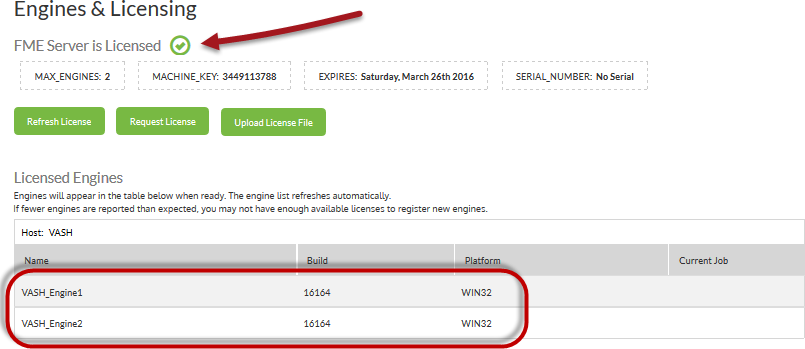 Engines & Licensing
FME Server is Licensed
MAX_ENGINES: 2 MACHINE_KEY: 3449113788 EXPIRES: Saturday, March 26th 2016 SERIAL_NUMBER: No Serial
Refresh License Request License Upload License File
Licensed Engines
Engines will appear in the table below when ready. The engine list refreshes automatically.
If fewer engines are reported than expected, you may not have enough available licenses to register new engines.
Host: VASH
Name Build Platform Current Job
VASH_Engine1 16164 WIN32
VASH_Engine2 16164 WIN32